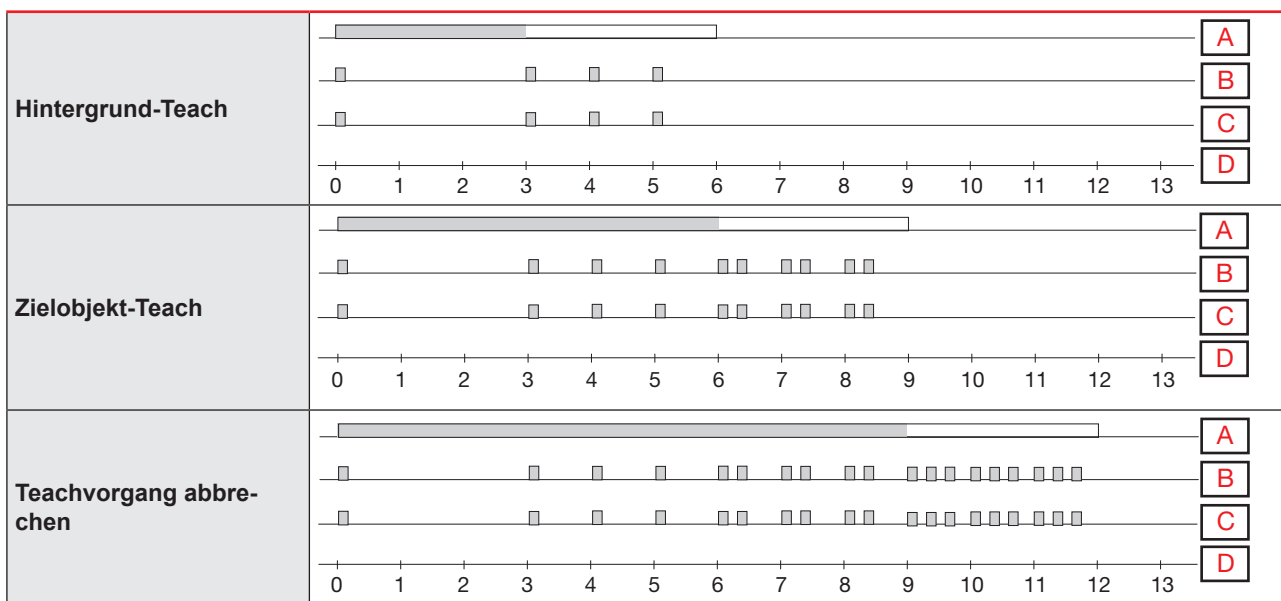 Hintergrund-Teach
A
B
C
D
0 1 2 3 4 5 6 7 8 9 10 11 12 13
Zielobjekt-Teach
A
B
C
D
0 1 2 3 4 5 6 7 8 9 10 11 12 13
Teachvorgang abbre-
chen
A
B
C
D
0 1 2 3 4 5 6 7 8 9 10 11 12 13